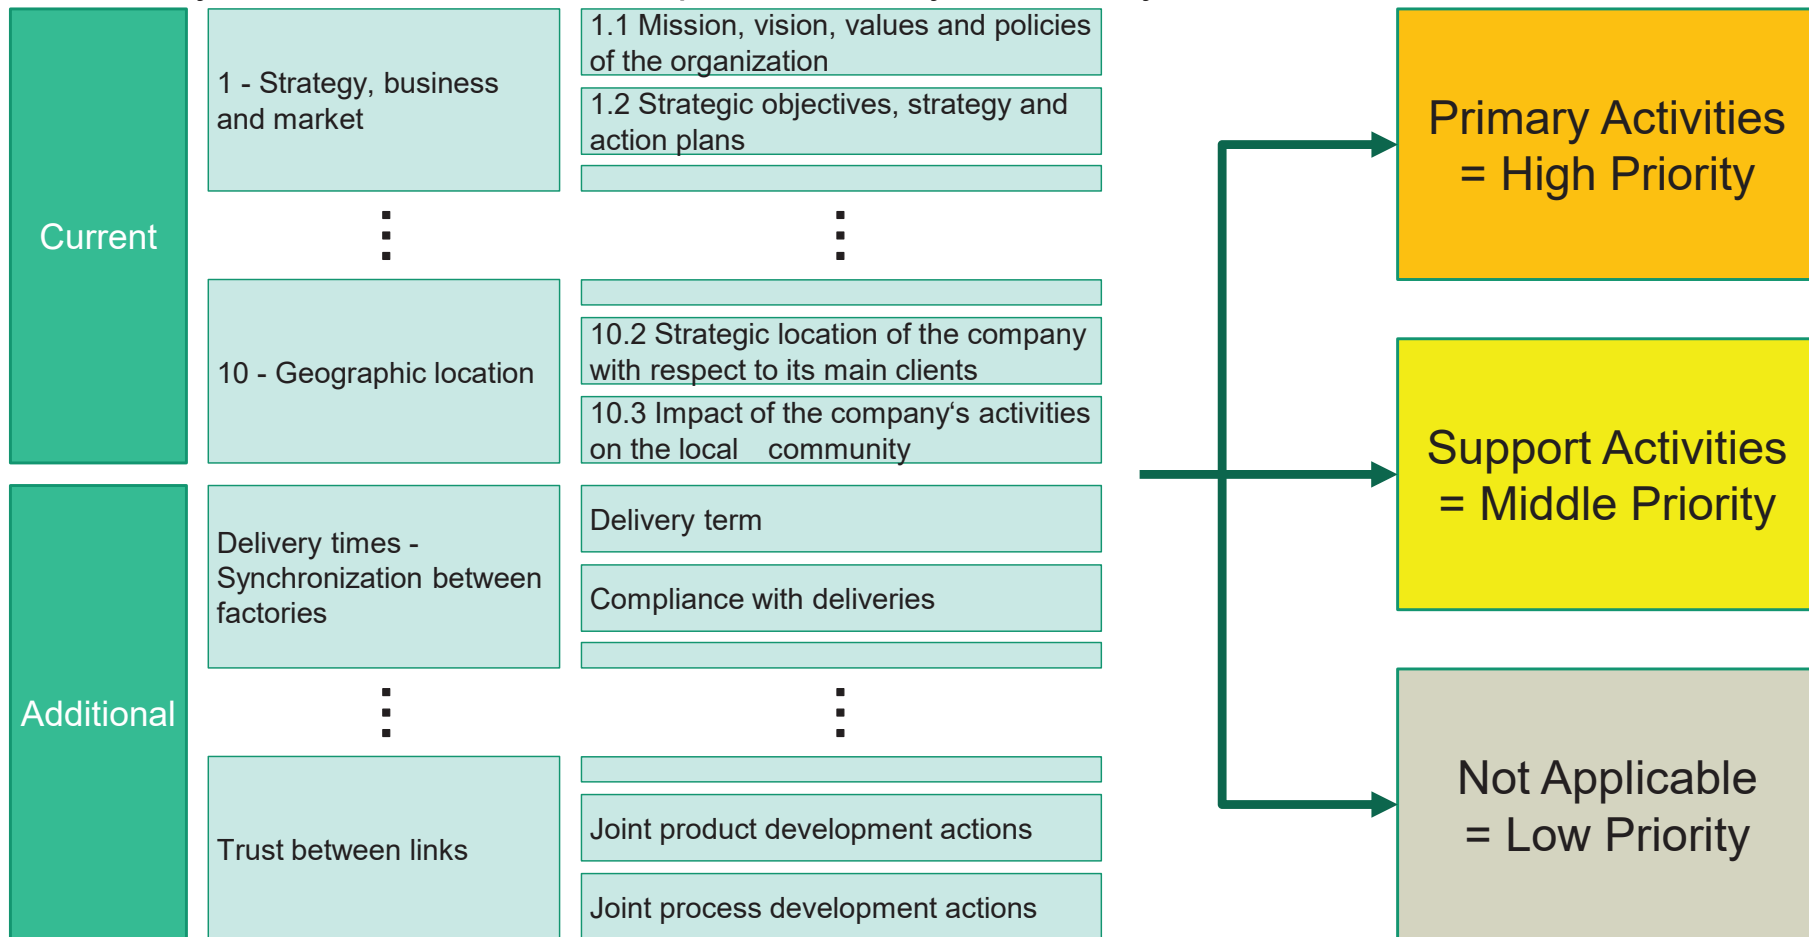 Current
1 - Strategy, business
and market
1.1 Mission, vision, values and policies
of the organization
1.2 Strategic objectives, strategy and
action plans
10 - Geographic location
10.2 Strategic location of the company
with respect to its main clients
10.3 Impact of the company‘s activities
on the local community
Additional
Delivery times -
Synchronization between
factories
Delivery term
Compliance with deliveries
Trust between links
Joint product development actions
Joint process development actions
Primary Activities
= High Priority
Support Activities
= Middle Priority
Not Applicable
= Low Priority